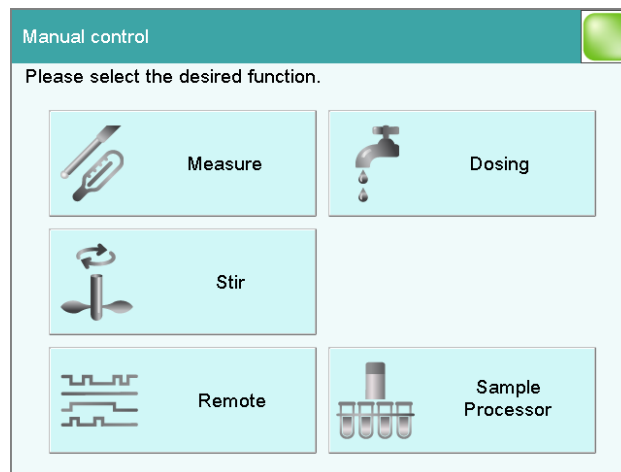 Manual control
Please select the desired function.
Measure
Dosing
Stir
Remote
Sample
Processor